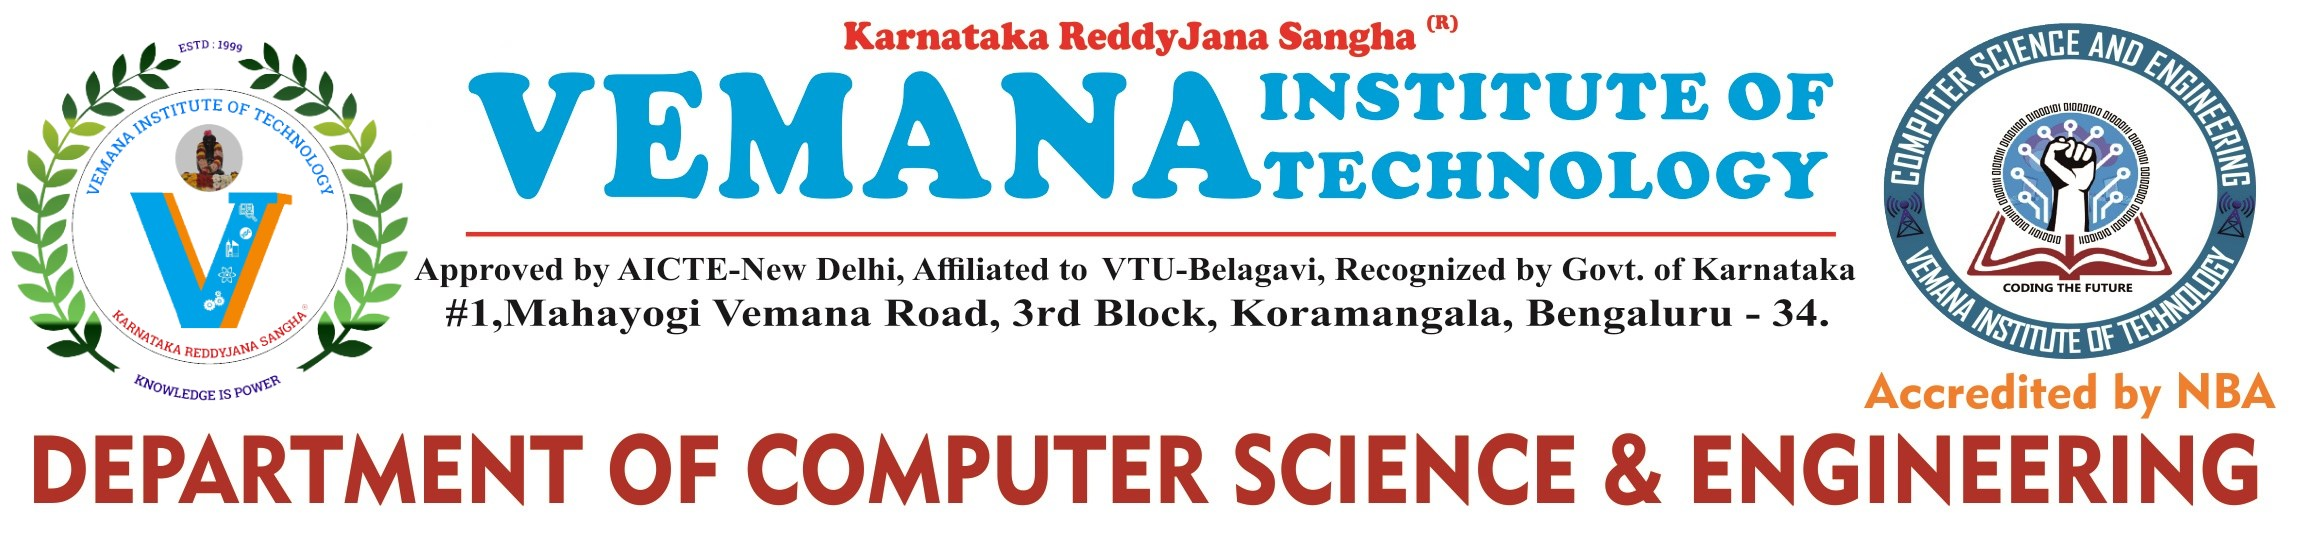 ESTD : 1999
VEMANA INSTITUTE OF TECHNOLOGY
KARNATAKA REDDYJANA SANGHA®
KNOWLEDGE IS POWER
Karnataka ReddyJana Sangha (R)
VEMANA INSTITUTE OF
TECHNOLOGY
Approved by AICTE-New Delhi, Affiliated to VTU-Belagavi, Recognized by Govt. of Karnataka
#1,Mahayogi Vemana Road, 3rd Block, Koramangala, Bengaluru - 34.
COMPUTER SCIENCE AND ENGINEERING
CODING THE FUTURE
VEMANA INSTITUTE OF TECHNOLOGY
Accredited by NBA
DEPARTMENT OF COMPUTER SCIENCE & ENGINEERING